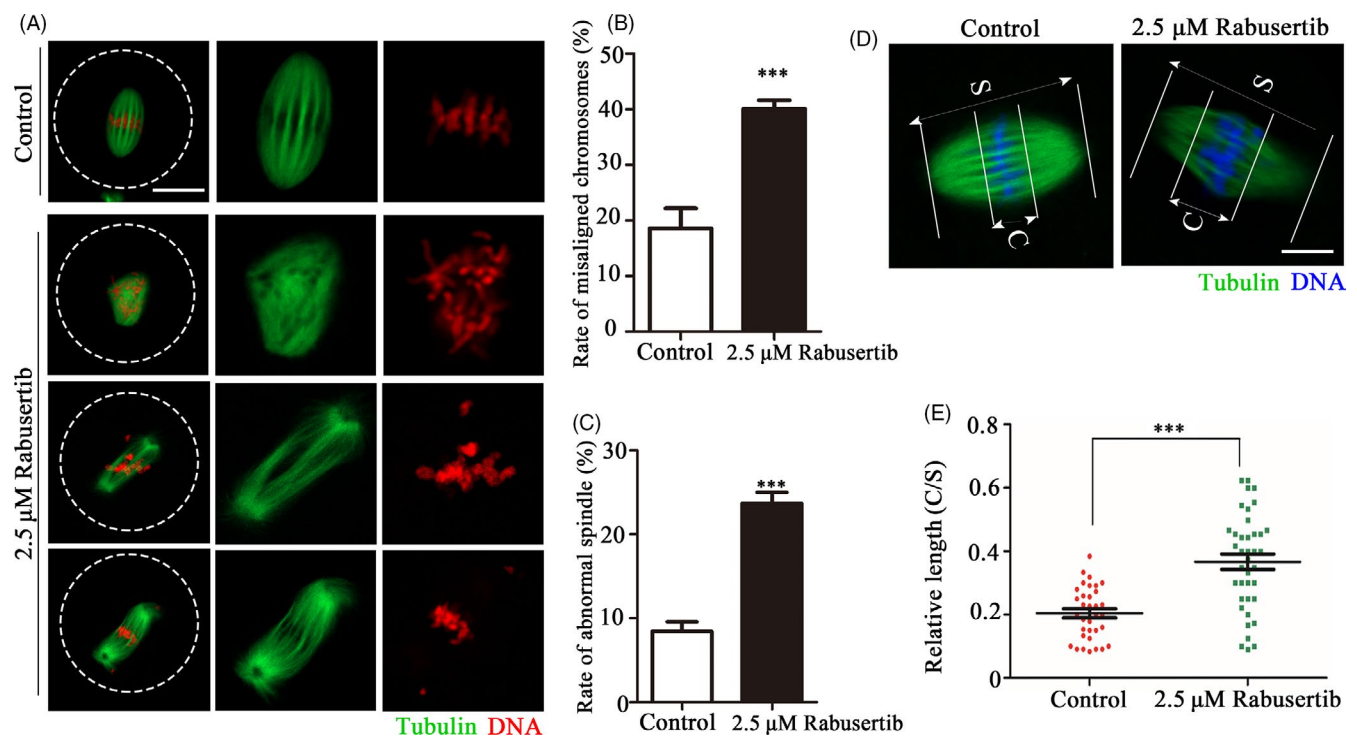 (A)
Control
2.5 μM Rabusertib
Tubulin DNA
(B)
Rate of misaligned chromosomes (%)
50
40
30
20
10
0
***
Control
2.5 μM Rabusertib
(C)
Rate of abnormal spindle (%)
30
20
10
0
***
Control
2.5 μM Rabusertib
(D)
Control
2.5 μM Rabusertib
S
C
S
C
Tubulin DNA
(E)
Relative length (C/S)
0.8
0.6
0.4
0.2
0
***
Control
2.5 μM Rabusertib